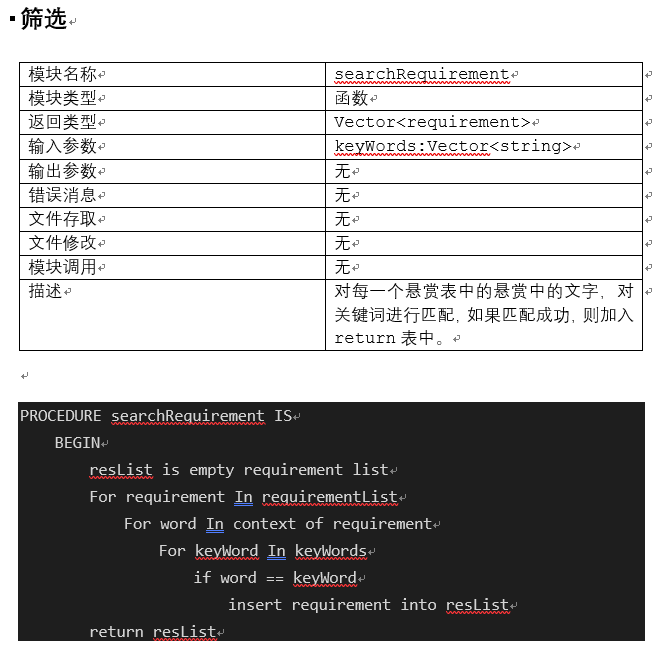 ▪筛选
模块名称 searchRequirement
模块类型 函数
返回类型 Vector<requirement>
输入参数 keyWords:Vector<string>
输出参数 无
错误消息 无
文件存取 无
文件修改 无
模块调用 无
描述 对每一个悬赏表中的悬赏中的文字，对
关键词进行匹配，如果匹配成功，则加入
return 表中。
PROCEDURE searchRequirement IS
BEGIN
resList is empty requirement list
For requirement In requirementList
For word In context of requirement
For keyWord In keyWords
if word == keyWord
insert requirement into resList
return resList